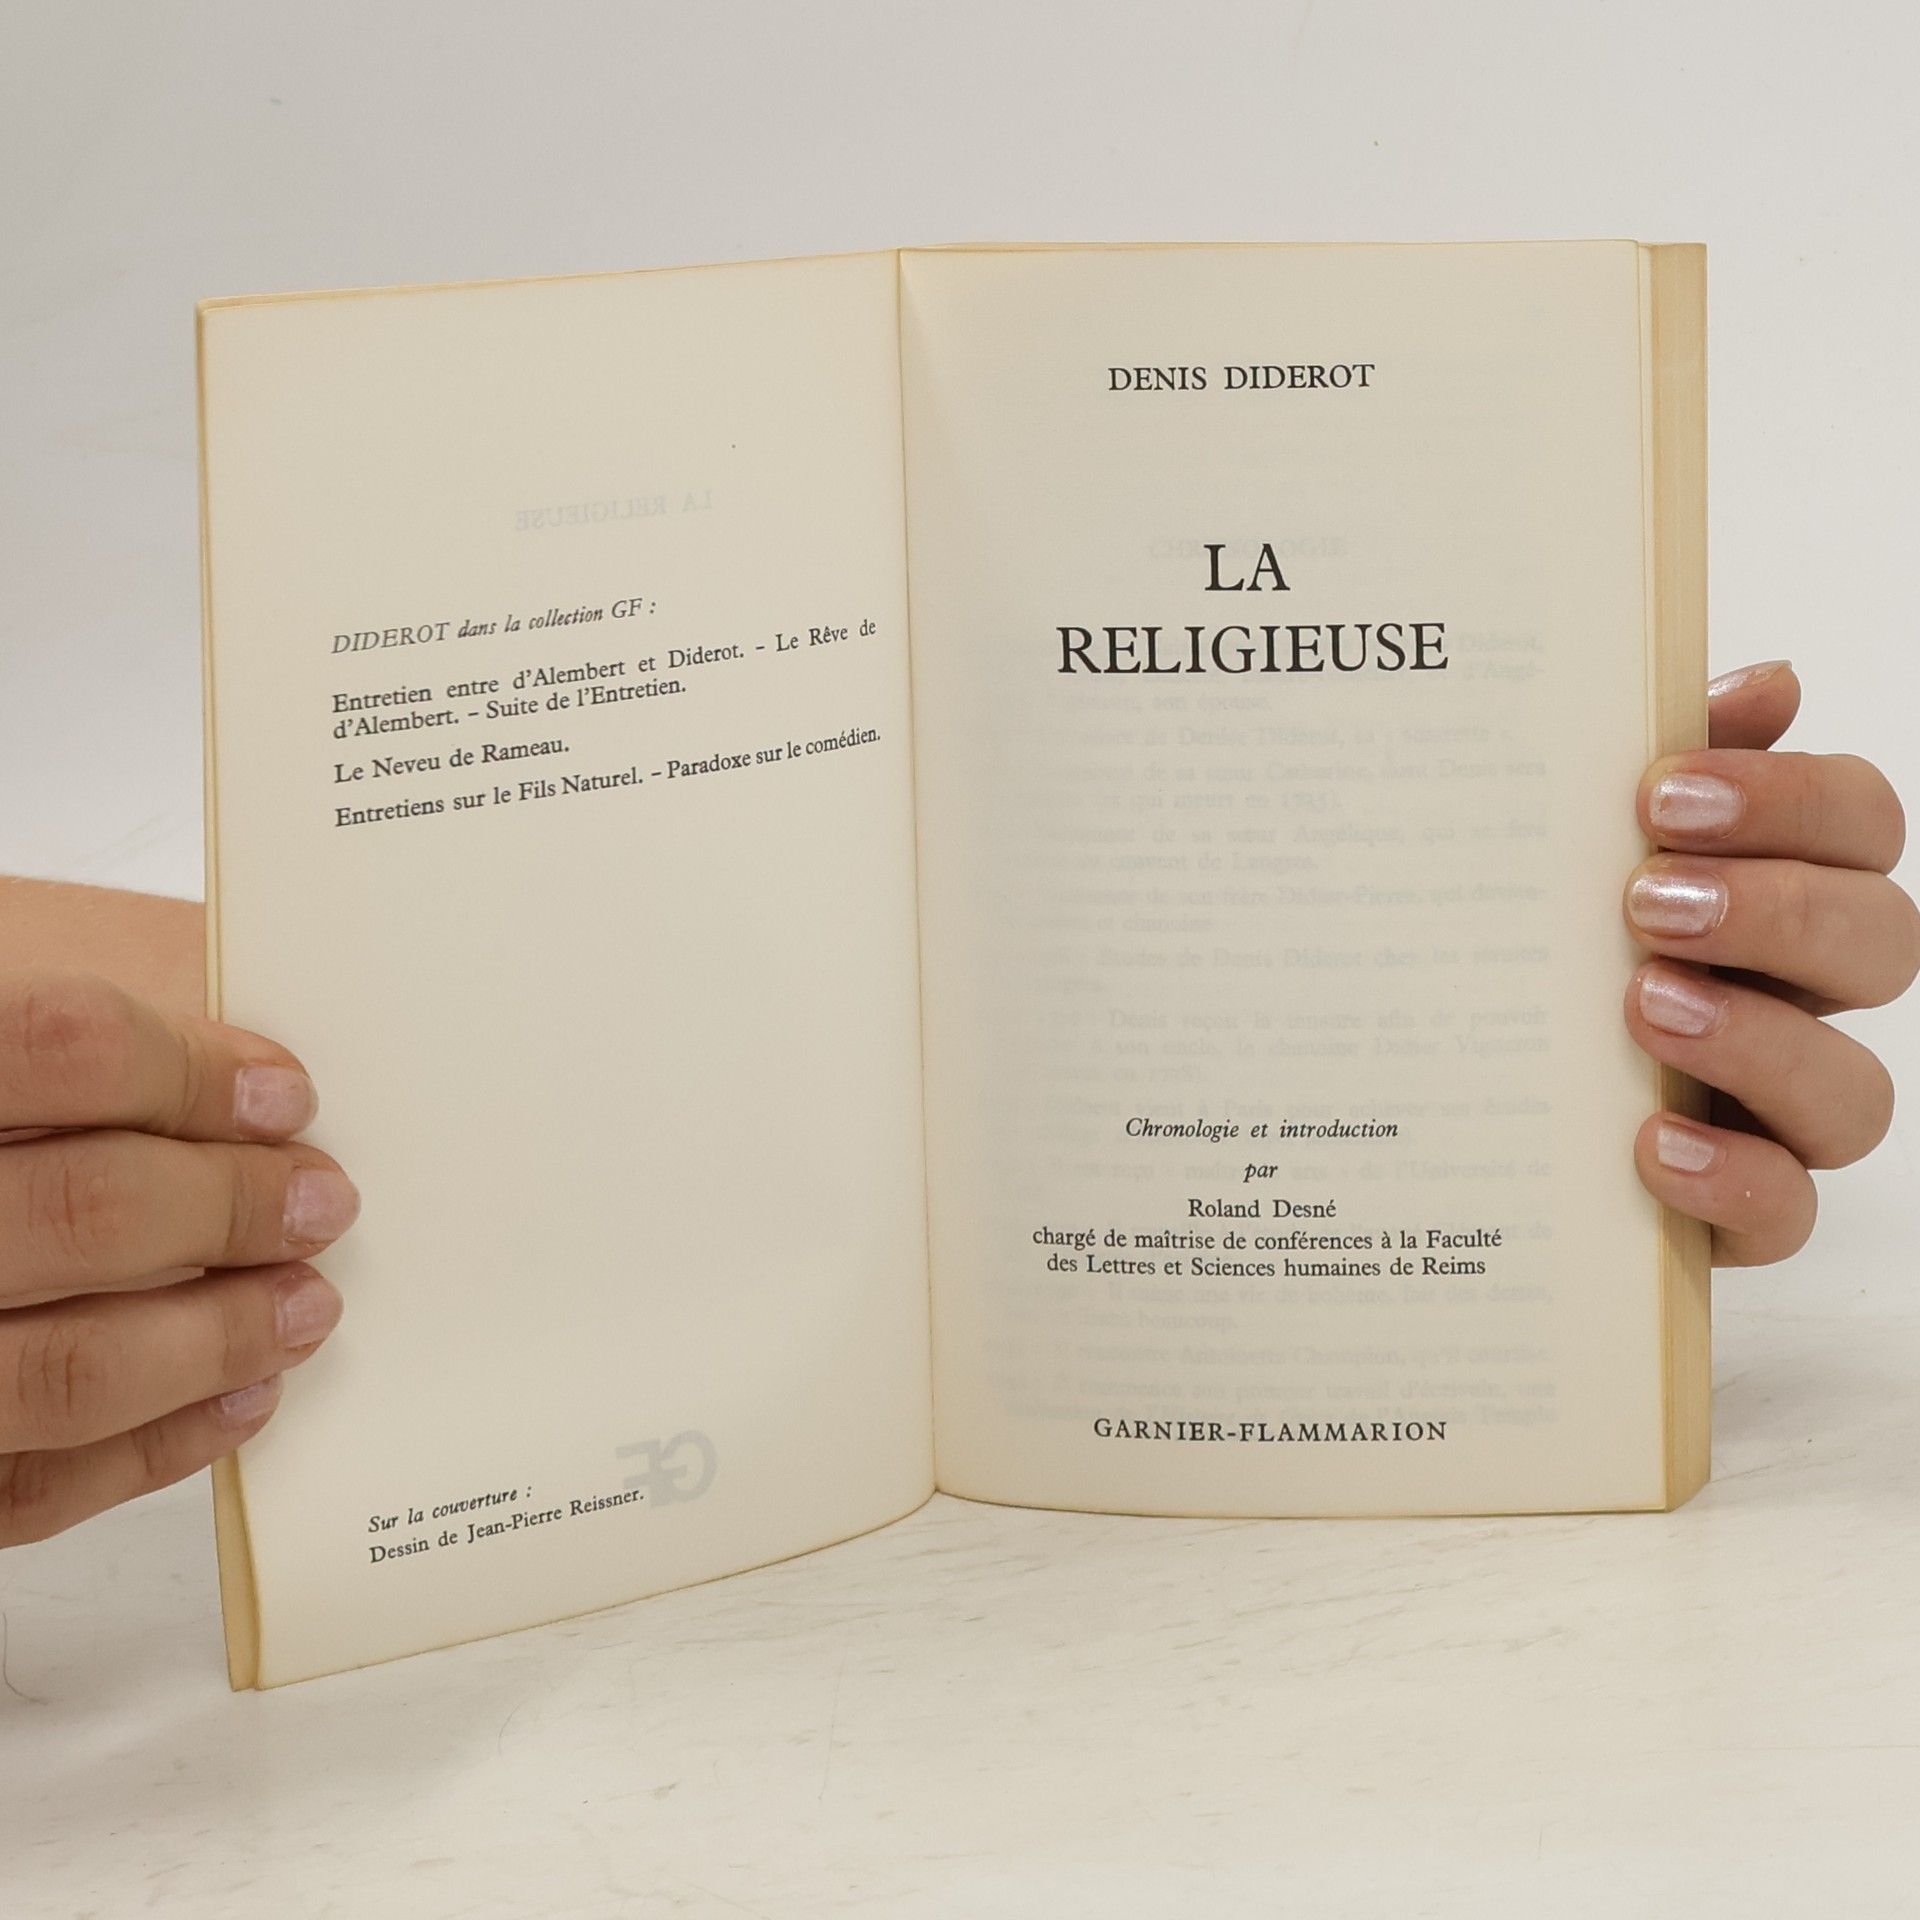 LA RELIGIEUSE
DIDEROT dans la collection GF :
Entretien entre d'Alembert et Diderot. – Le Rêve de
d'Alembert. – Suite de l'Entretien.
Le Neveu de Rameau.
Entretiens sur le Fils Naturel. – Paradoxe sur le comédien.
GF
Sur la couverture :
Dessin de Jean-Pierre Reissner.
DENIS DIDEROT
LA
RELIGIEUSE
Chronologie et introduction
par
Roland Desné
chargé de maîtrise de conférences à la Faculté
des Lettres et Sciences humaines de Reims
GARNIER-FLAMMARION